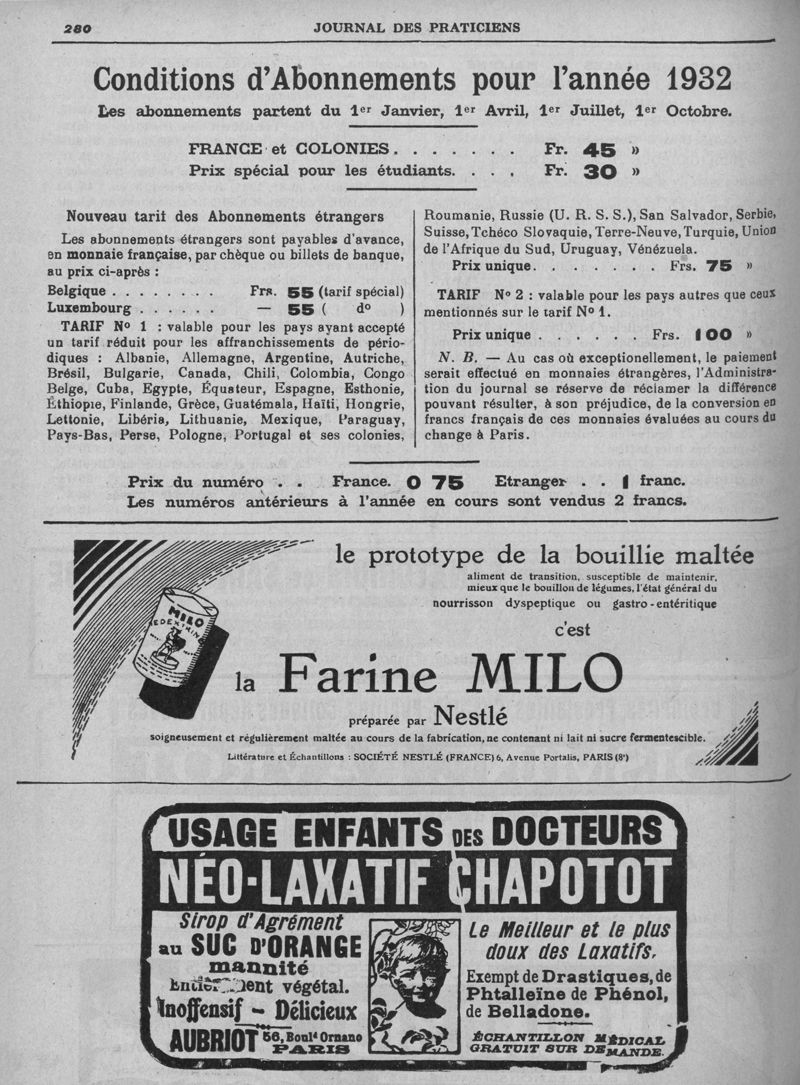 280
JOURNAL DES PRATICIENS
Conditions d'Abonnements pour l'année 1932
Les abonnements partent du 1er Janvier, 1er Avril, 1er Juillet, 1er Octobre.
FRANCE et COLONIES. . . . . . . Fr. 45 »
Prix spécial pour les étudiants. . . . Fr. 30 »
Nouveau tarif des Abonnements étrangers
Les abonnements étrangers sont payables d'avance,
en monnaie française, par chèque ou billets de banque,
au prix ci-après :
Belgique . . . . . . . . Frs. 55 (tarif spécial)
Luxembourg . . . . . . — 55 ( do )
TARIF No 1 : valable pour les pays ayant accepté
un tarif réduit pour les affranchissements de pério-
diques : Albanie, Allemagne, Argentine, Autriche,
Brésil, Bulgarie, Canada, Chili, Colombia, Congo
Belge, Cuba, Egypte, Équateur, Espagne, Esthonie,
Éthiopie, Finlande, Grèce, Guatémala, Haïti, Hongrie,
Lettonie, Libéria, Lithuanie, Mexique, Paraguay,
Pays-Bas, Perse, Pologne, Portugal et ses colonies,
Roumanie, Russie (U. R. S. S.), San Salvador, Serbie,
Suisse, Tchéco Slovaquie, Terre-Neuve, Turquie, Union
de l'Afrique du Sud, Uruguay, Vénézuela.
Prix unique. . . . . . . . Frs. 75 »
TARIF No 2 : valable pour les pays autres que ceux
mentionnés sur le tarif No 1.
Prix unique . . . . . . . Frs. 100 »
N. B. — Au cas où exceptionellement, le paiement
serait effectué en monnaies étrangères, l'Administra-
tion du journal se réserve de réclamer la différence
pouvant résulter, à son préjudice, de la conversion en
francs français de ces monnaies évaluées au cours du
change à Paris.
Prix du numéro . . France. 0 75 Etranger . . 1 franc.
Les numéros antérieurs à l'année en cours sont vendus 2 francs.
le prototype de la bouillie maltée
aliment de transition, susceptible de maintenir,
mieux que le bouillon de légumes, l'état général du
nourrisson dyspeptique ou gastro-entéritique
c'est
MILO
la Farine MILO
préparée par Nestlé
soigneusement et régulièrement maltée au cours de la fabrication, ne contenant ni lait ni sucre fermentescible.
Littérature et Échantillons : SOCIÉTÉ NESTLÉ (FRANCE) 6, Avenue Portalis, PARIS (8e)
USAGE ENFANTS DES DOCTEURS
NÉO-LAXATIF CHAPOTOT
Sirop d'Agrément
au SUC D'ORANGE
mannité
végétal.
Inoffensif - Délicieux
AUBRIOT 56, Bould Ornano
PARIS
Le Meilleur et le plus
doux des Laxatifs.
Exempt de Drastiques, de
Phtalleïne de Phénol,
de Belladone.
ÉCHANTILLON MÉDICAL
GRATUIT SUR DEMANDE.